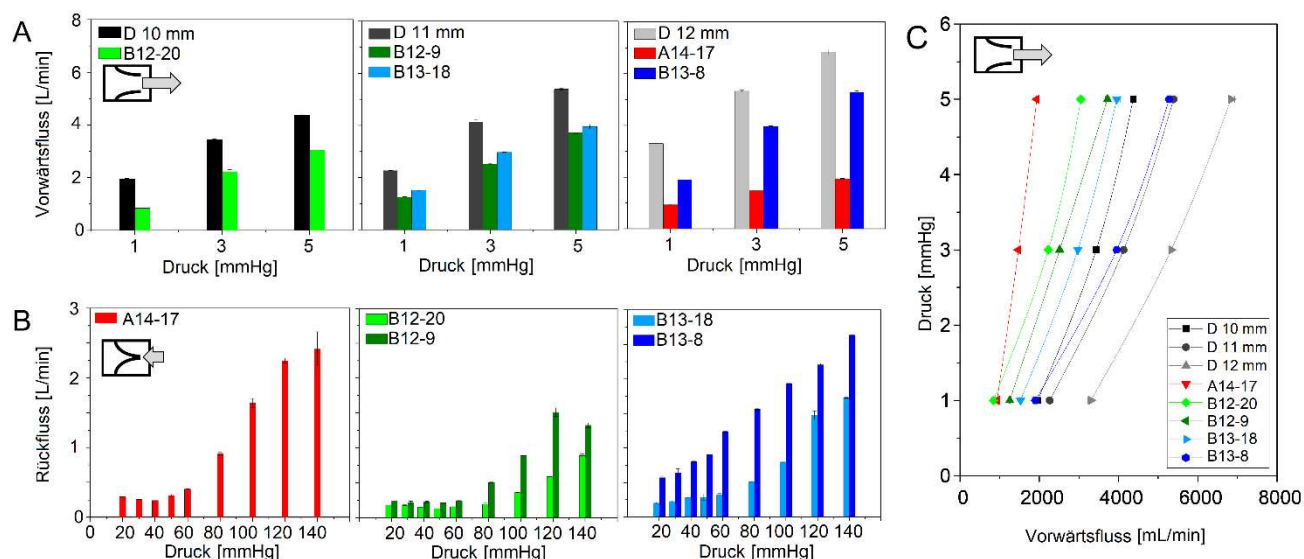 A
Vorwärtsfluss [L/min]
8
6
4
2
0
D 10 mm
B12-20
1 3 5
Druck [mmHg]
D 11 mm
B12-9
B13-18
1 3 5
Druck [mmHg]
D 12 mm
A14-17
B13-8
1 3 5
Druck [mmHg]
B
Rückfluss [L/min]
3
2
1
0
A14-17
0 20 40 60 80 100 120 140
Druck [mmHg]
B12-20
B12-9
20 40 60 80 100 120 140
Druck [mmHg]
B13-18
B13-8
20 40 60 80 100 120 140
Druck [mmHg]
C
Druck [mmHg]
6
5
4
3
2
1
0
D 10 mm
D 11 mm
D 12 mm
A14-17
B12-20
B12-9
B13-18
B13-8
0 2000 4000 6000 8000
Vorwärtsfluss [mL/min]